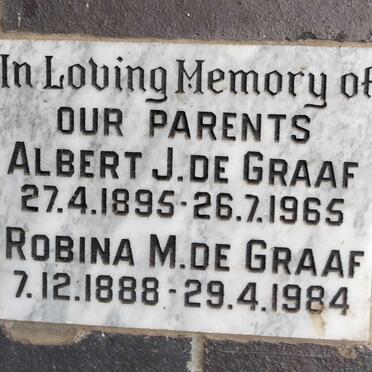 In Loving Memory of
OUR PARENTS
ALBERT J. DE GRAAF
27.4.1895 - 26.7.1965
ROBINA M. DE GRAAF
7.12.1888 - 29.4.1984